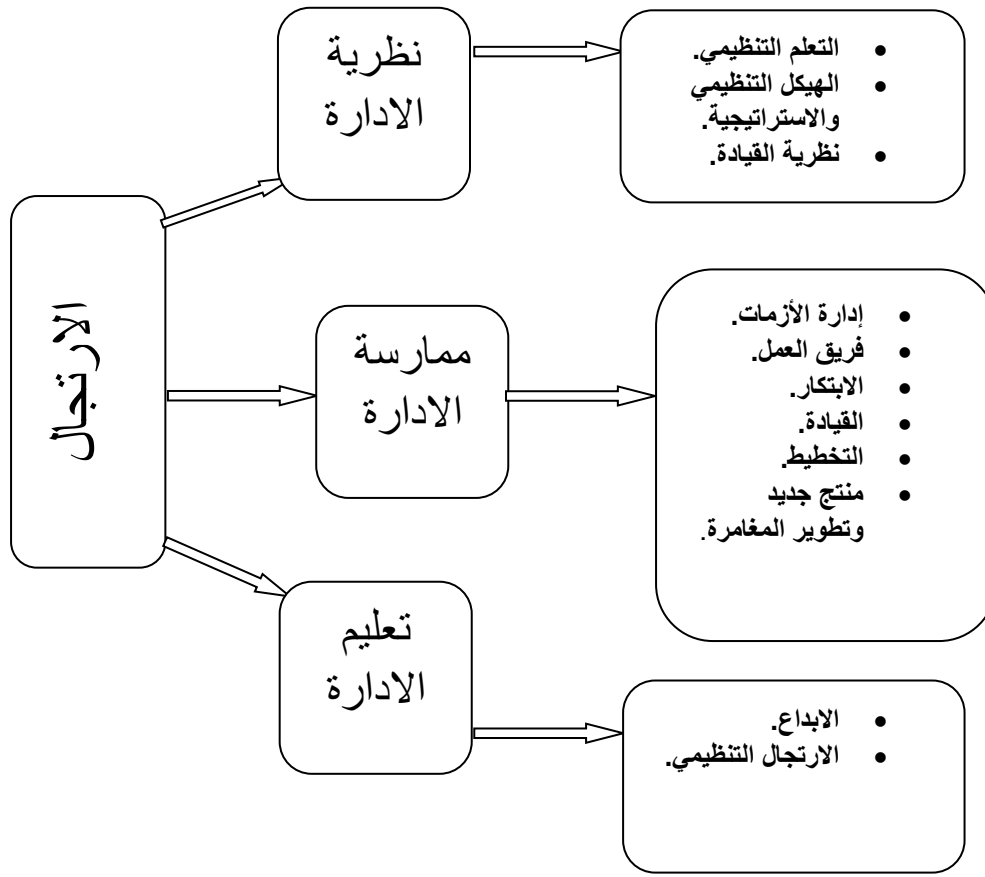 الارتجال
نظرية
الادارة
التعلم التنظيمي.
الهيكل التنظيمي
والاستراتيجية.
نظرية القيادة.
ممارسة
الادارة
إدارة الأزمات.
فريق العمل.
الابتكار.
القيادة.
التخطيط.
منتج جديد
وتطوير المغامرة.
تعليم
الادارة
الابداع.
الارتجال التنظيمي.